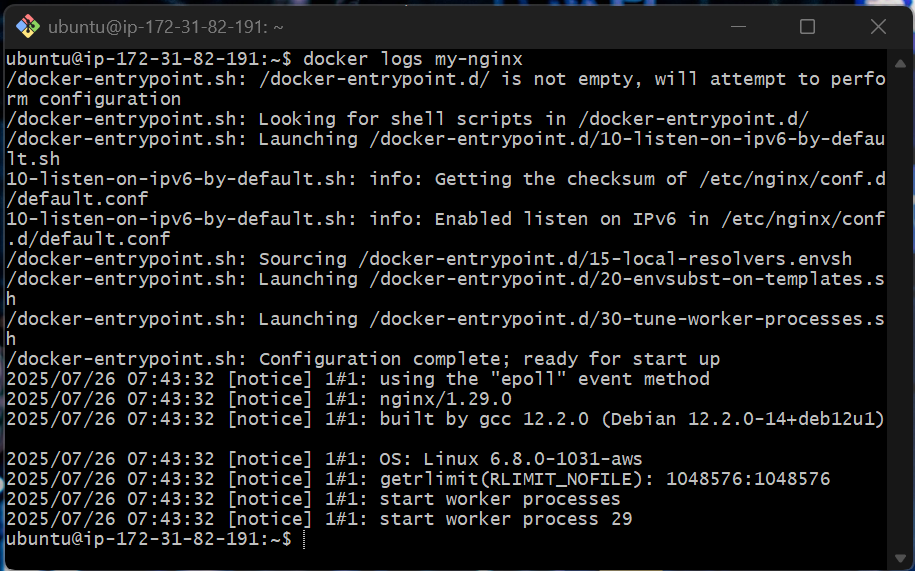 ubuntu@ip-172-31-82-191: ~
ubuntu@ip-172-31-82-191:~$ docker logs my-nginx
/docker-entrypoint.sh: /docker-entrypoint.d/ is not empty, will attempt to perfo
rm configuration
/docker-entrypoint.sh: Looking for shell scripts in /docker-entrypoint.d/
/docker-entrypoint.sh: Launching /docker-entrypoint.d/10-listen-on-ipv6-by-defau
lt.sh
10-listen-on-ipv6-by-default.sh: info: Getting the checksum of /etc/nginx/conf.d
/default.conf
10-listen-on-ipv6-by-default.sh: info: Enabled listen on IPv6 in /etc/nginx/conf
.d/default.conf
/docker-entrypoint.sh: Sourcing /docker-entrypoint.d/15-local-resolvers.envsh
/docker-entrypoint.sh: Launching /docker-entrypoint.d/20-envsubst-on-templates.s
h
/docker-entrypoint.sh: Launching /docker-entrypoint.d/30-tune-worker-processes.s
h
/docker-entrypoint.sh: Configuration complete; ready for start up
2025/07/26 07:43:32 [notice] 1#1: using the "epoll" event method
2025/07/26 07:43:32 [notice] 1#1: nginx/1.29.0
2025/07/26 07:43:32 [notice] 1#1: built by gcc 12.2.0 (Debian 12.2.0-14+deb12u1)
2025/07/26 07:43:32 [notice] 1#1: OS: Linux 6.8.0-1031-aws
2025/07/26 07:43:32 [notice] 1#1: getrlimit(RLIMIT_NOFILE): 1048576:1048576
2025/07/26 07:43:32 [notice] 1#1: start worker processes
2025/07/26 07:43:32 [notice] 1#1: start worker process 29
ubuntu@ip-172-31-82-191:~$